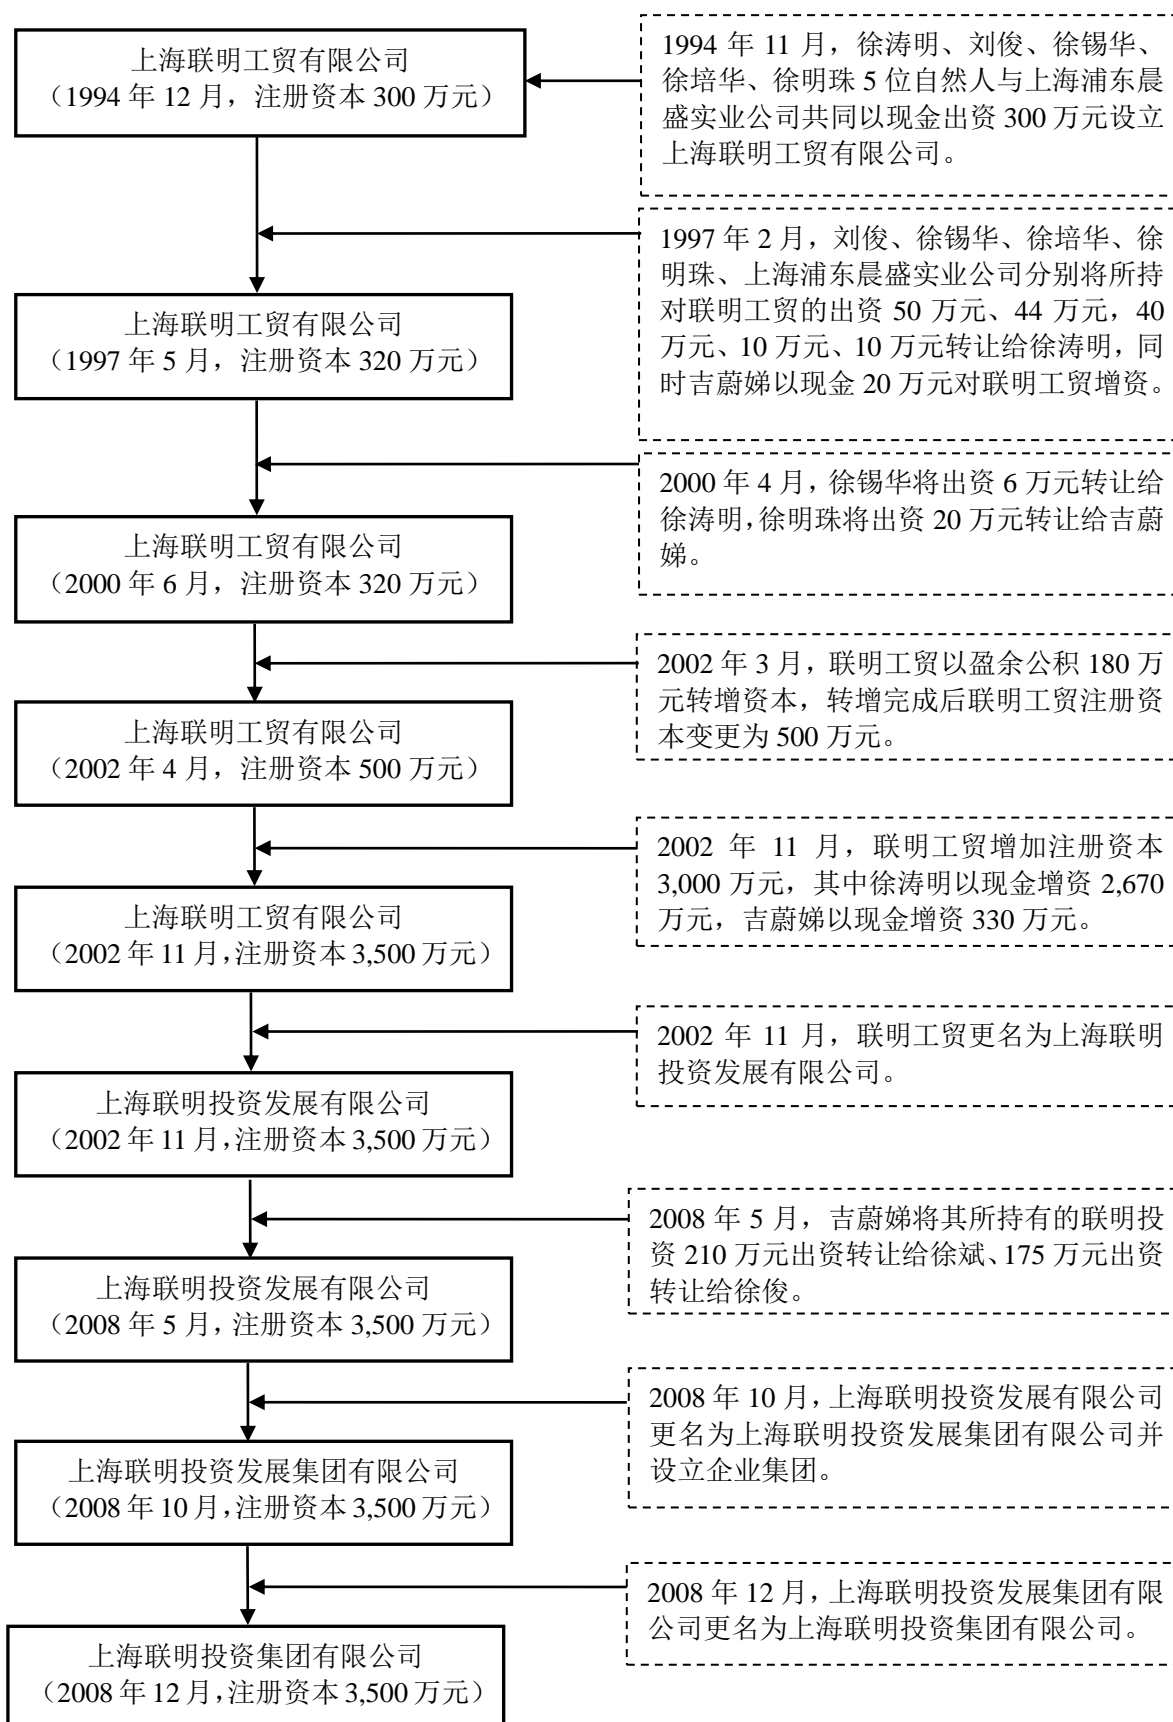 上海联明工贸有限公司
（1994 年 12 月，注册资本 300 万元）
1994 年 11 月，徐涛明、刘俊、徐锡华、
徐培华、徐明珠 5 位自然人与上海浦东晨
盛实业公司共同以现金出资 300 万元设立
上海联明工贸有限公司。
1997 年 2 月，刘俊、徐锡华、徐培华、徐
明珠、上海浦东晨盛实业公司分别将所持
对联明工贸的出资 50 万元、44 万元，40
万元、10 万元、10 万元转让给徐涛明，同
时吉蔚娣以现金 20 万元对联明工贸增资。
上海联明工贸有限公司
（1997 年 5 月，注册资本 320 万元）
2000 年 4 月，徐锡华将出资 6 万元转让给
徐涛明，徐明珠将出资 20 万元转让给吉蔚
娣。
上海联明工贸有限公司
（2000 年 6 月，注册资本 320 万元）
2002 年 3 月，联明工贸以盈余公积 180 万
元转增资本，转增完成后联明工贸注册资
本变更为 500 万元。
上海联明工贸有限公司
（2002 年 4 月，注册资本 500 万元）
2002 年 11 月，联明工贸增加注册资本
3,000 万元，其中徐涛明以现金增资 2,670
万元，吉蔚娣以现金增资 330 万元。
上海联明工贸有限公司
（2002 年 11 月，注册资本 3,500 万元）
2002 年 11 月，联明工贸更名为上海联明
投资发展有限公司。
上海联明投资发展有限公司
（2002 年 11 月，注册资本 3,500 万元）
2008 年 5 月，吉蔚娣将其所持有的联明投
资 210 万元出资转让给徐斌、175 万元出资
转让给徐俊。
上海联明投资发展有限公司
（2008 年 5 月，注册资本 3,500 万元）
2008 年 10 月，上海联明投资发展有限公司
更名为上海联明投资发展集团有限公司并
设立企业集团。
上海联明投资发展集团有限公司
（2008 年 10 月，注册资本 3,500 万元）
2008 年 12 月，上海联明投资发展集团有限
公司更名为上海联明投资集团有限公司。
上海联明投资集团有限公司
（2008 年 12 月，注册资本 3,500 万元）